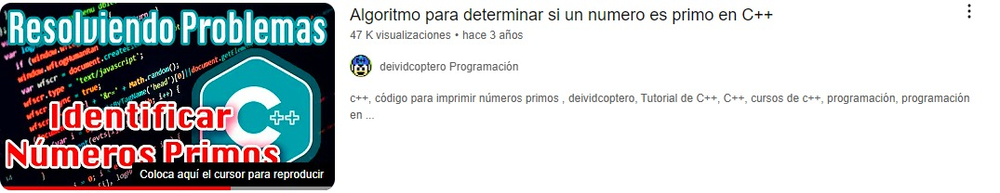 Resolviendo Problemas
C++
Identificar
Números Primos
Coloca aquí el cursor para reproducir
Algoritmo para determinar si un numero es primo en C++
47 K visualizaciones • hace 3 años
deividcoptero Programación
c++, código para imprimir números primos , deividcoptero, Tutorial de C++, C++, cursos de c++, programación, programación
en ...